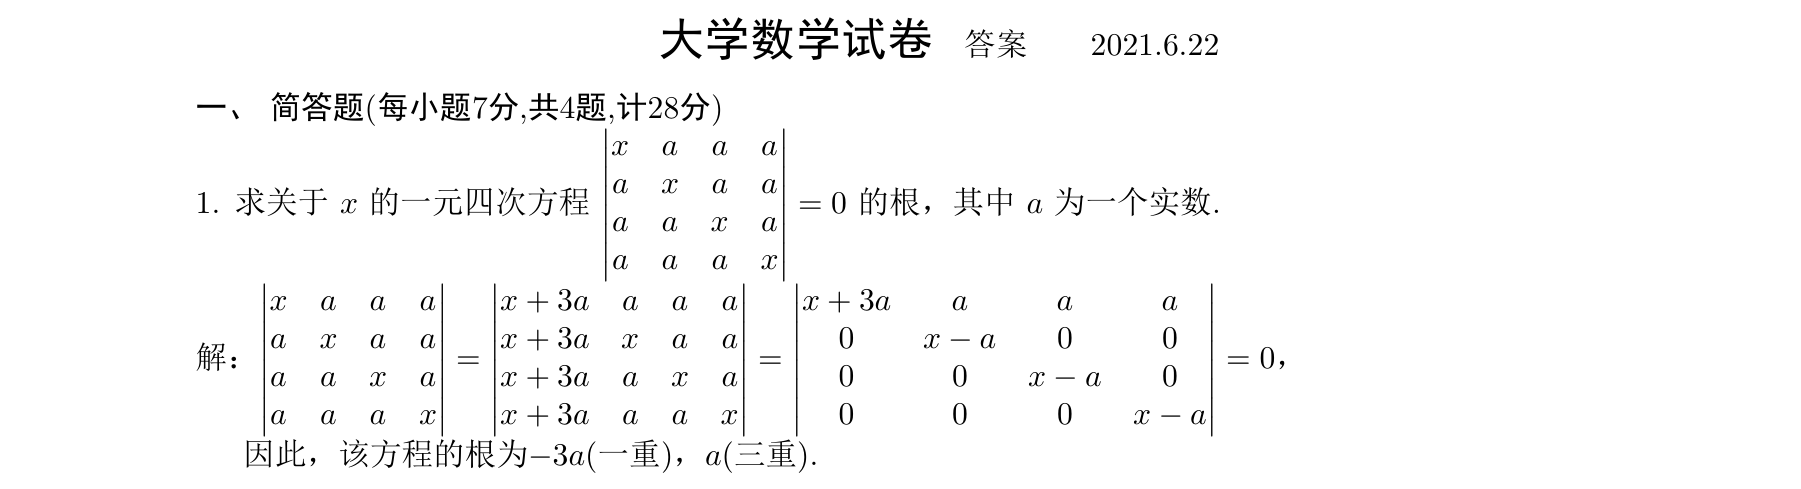 大学数学试卷 答案 2021.6.22
一、 简答题(每小题7分,共4题,计28分)
1. 求关于 x 的一元四次方程 \begin{vmatrix} x & a & a & a \\ a & x & a & a \\ a & a & x & a \\ a & a & a & x \end{vmatrix} = 0 的根，其中 a 为一个实数.
解：\begin{vmatrix} x & a & a & a \\ a & x & a & a \\ a & a & x & a \\ a & a & a & x \end{vmatrix} = \begin{vmatrix} x+3a & a & a & a \\ x+3a & x & a & a \\ x+3a & a & x & a \\ x+3a & a & a & x \end{vmatrix} = \begin{vmatrix} x+3a & a & a & a \\ 0 & x-a & 0 & 0 \\ 0 & 0 & x-a & 0 \\ 0 & 0 & 0 & x-a \end{vmatrix} = 0，
因此，该方程的根为−3a(一重)，a(三重).